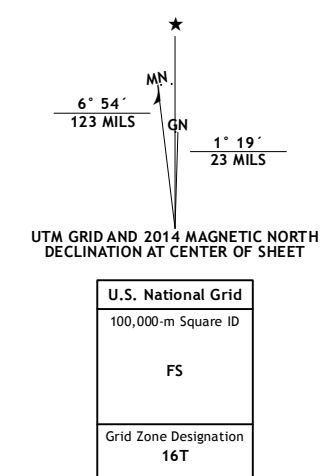 ★
MN
6° 54´
123 MILS
GN
1° 19´
23 MILS
UTM GRID AND 2014 MAGNETIC NORTH
DECLINATION AT CENTER OF SHEET
U.S. National Grid
100,000-m Square ID
FS
Grid Zone Designation
16T